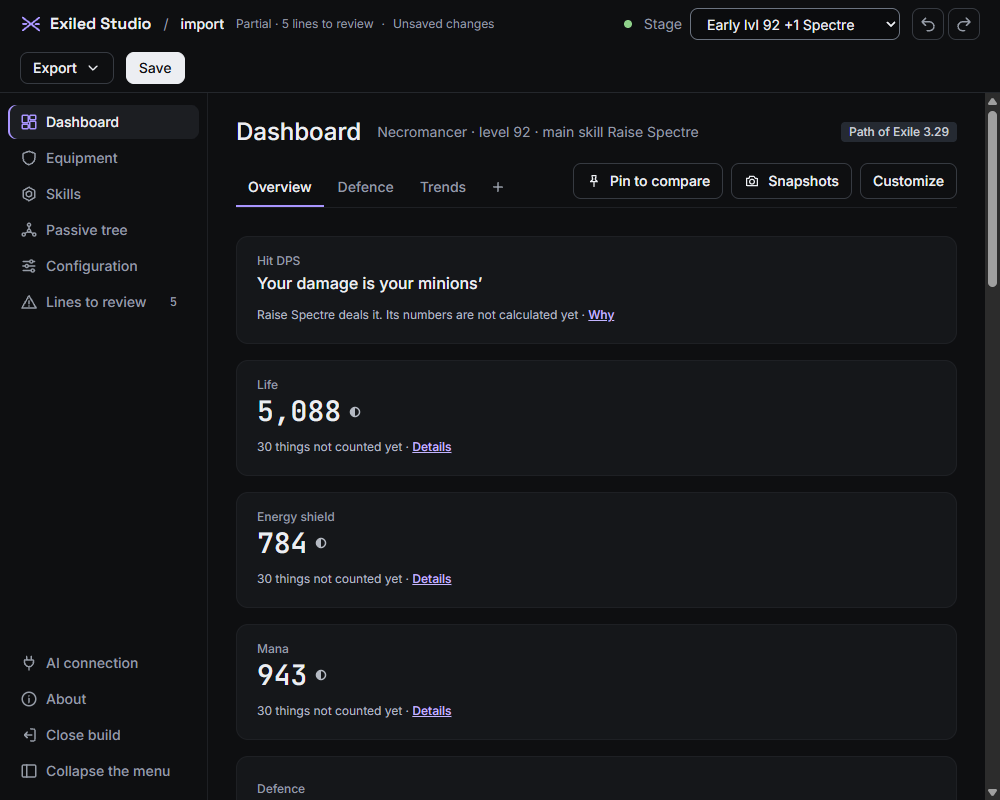 Exiled Studio / import Partial · 5 lines to review · Unsaved changes Stage Early lvl 92 +1 Spectre
Export Save
Dashboard
Equipment
Skills
Passive tree
Configuration
Lines to review 5
AI connection
About
Close build
Collapse the menu
Dashboard Necromancer · level 92 · main skill Raise Spectre Path of Exile 3.29
Overview Defence Trends + Pin to compare Snapshots Customize
Hit DPS
Your damage is your minions’
Raise Spectre deals it. Its numbers are not calculated yet · Why
Life
5,088
30 things not counted yet · Details
Energy shield
784
30 things not counted yet · Details
Mana
943
30 things not counted yet · Details
Defence